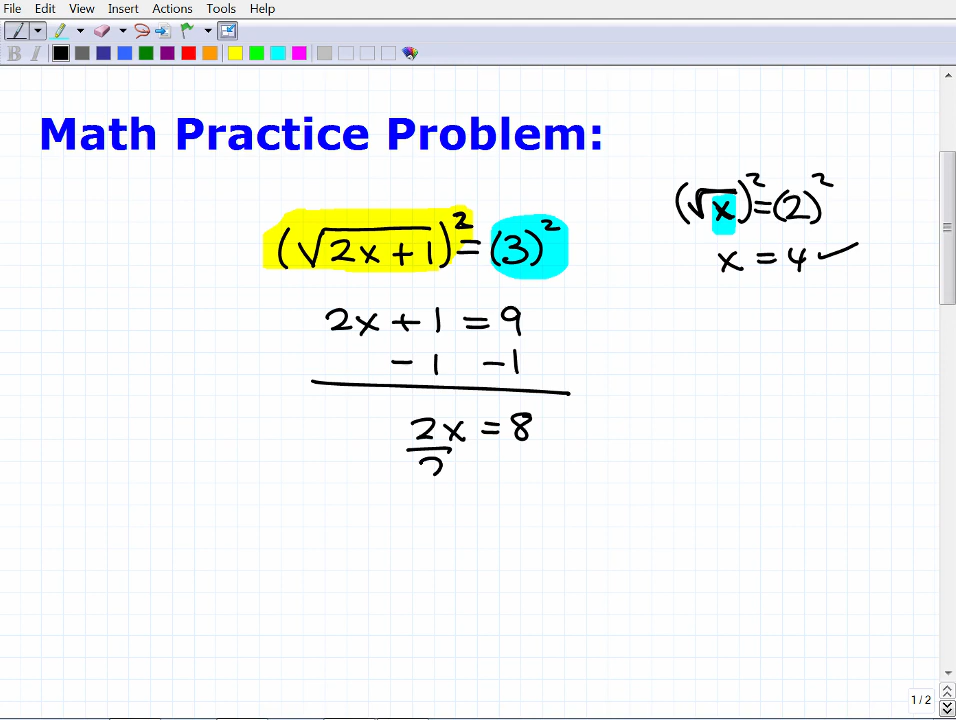 File Edit View Insert Actions Tools Help
B I
Math Practice Problem:
(√2x+1)²=(3)²
2x+1=9
-1 -1
2x=8
2
(√x)²=(2)²
x=4✓
1/2